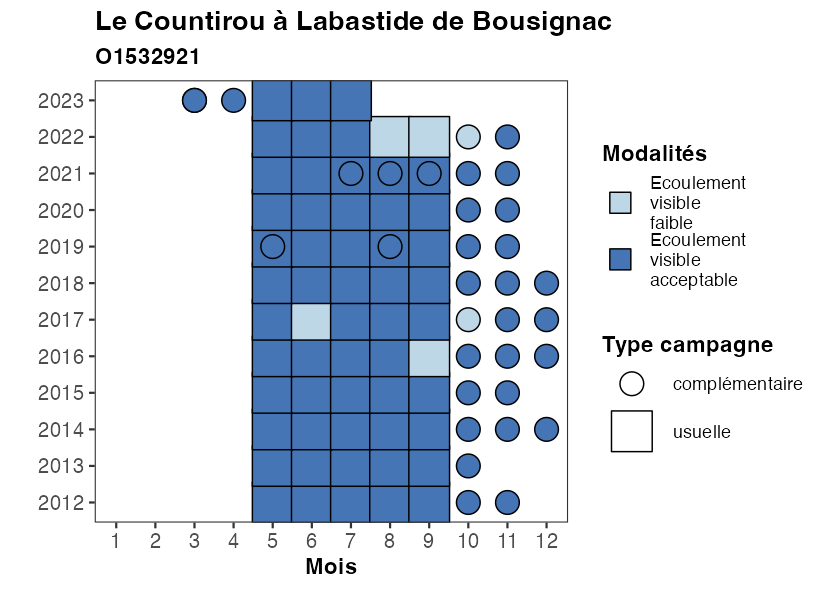 Le Countirou à Labastide de Bousignac
O1532921
2023
2022
2021
2020
2019
2018
2017
2016
2015
2014
2013
2012
1 2 3 4 5 6 7 8 9 10 11 12
Mois
Modalités
Ecoulement
visible
faible
Ecoulement
visible
acceptable
Type campagne
complémentaire
usuelle